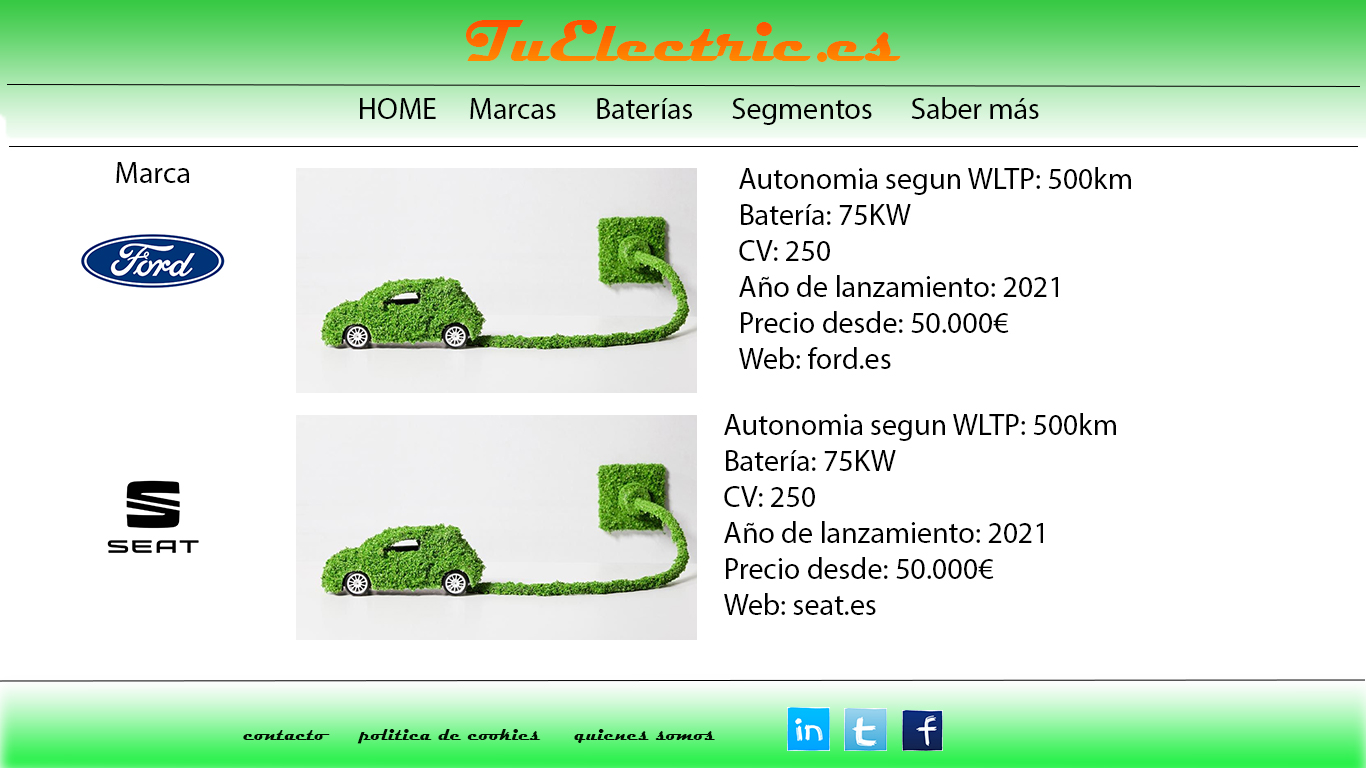 TuElectric.es
HOME Marcas Baterías Segmentos Saber más
Marca
Ford
Autonomia segun WLTP: 500km
Batería: 75KW
CV: 250
Año de lanzamiento: 2021
Precio desde: 50.000€
Web: ford.es
SEAT
Autonomia segun WLTP: 500km
Batería: 75KW
CV: 250
Año de lanzamiento: 2021
Precio desde: 50.000€
Web: seat.es
contacto politica de cookies quienes somos in t f